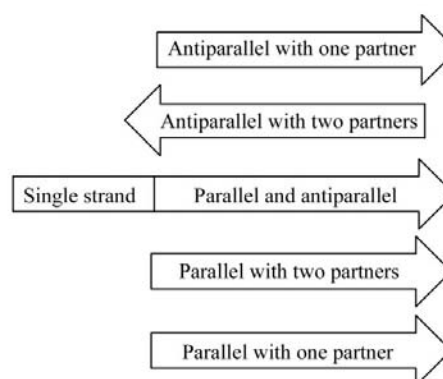 Antiparallel with one partner
Antiparallel with two partners
Single strand Parallel and antiparallel
Parallel with two partners
Parallel with one partner